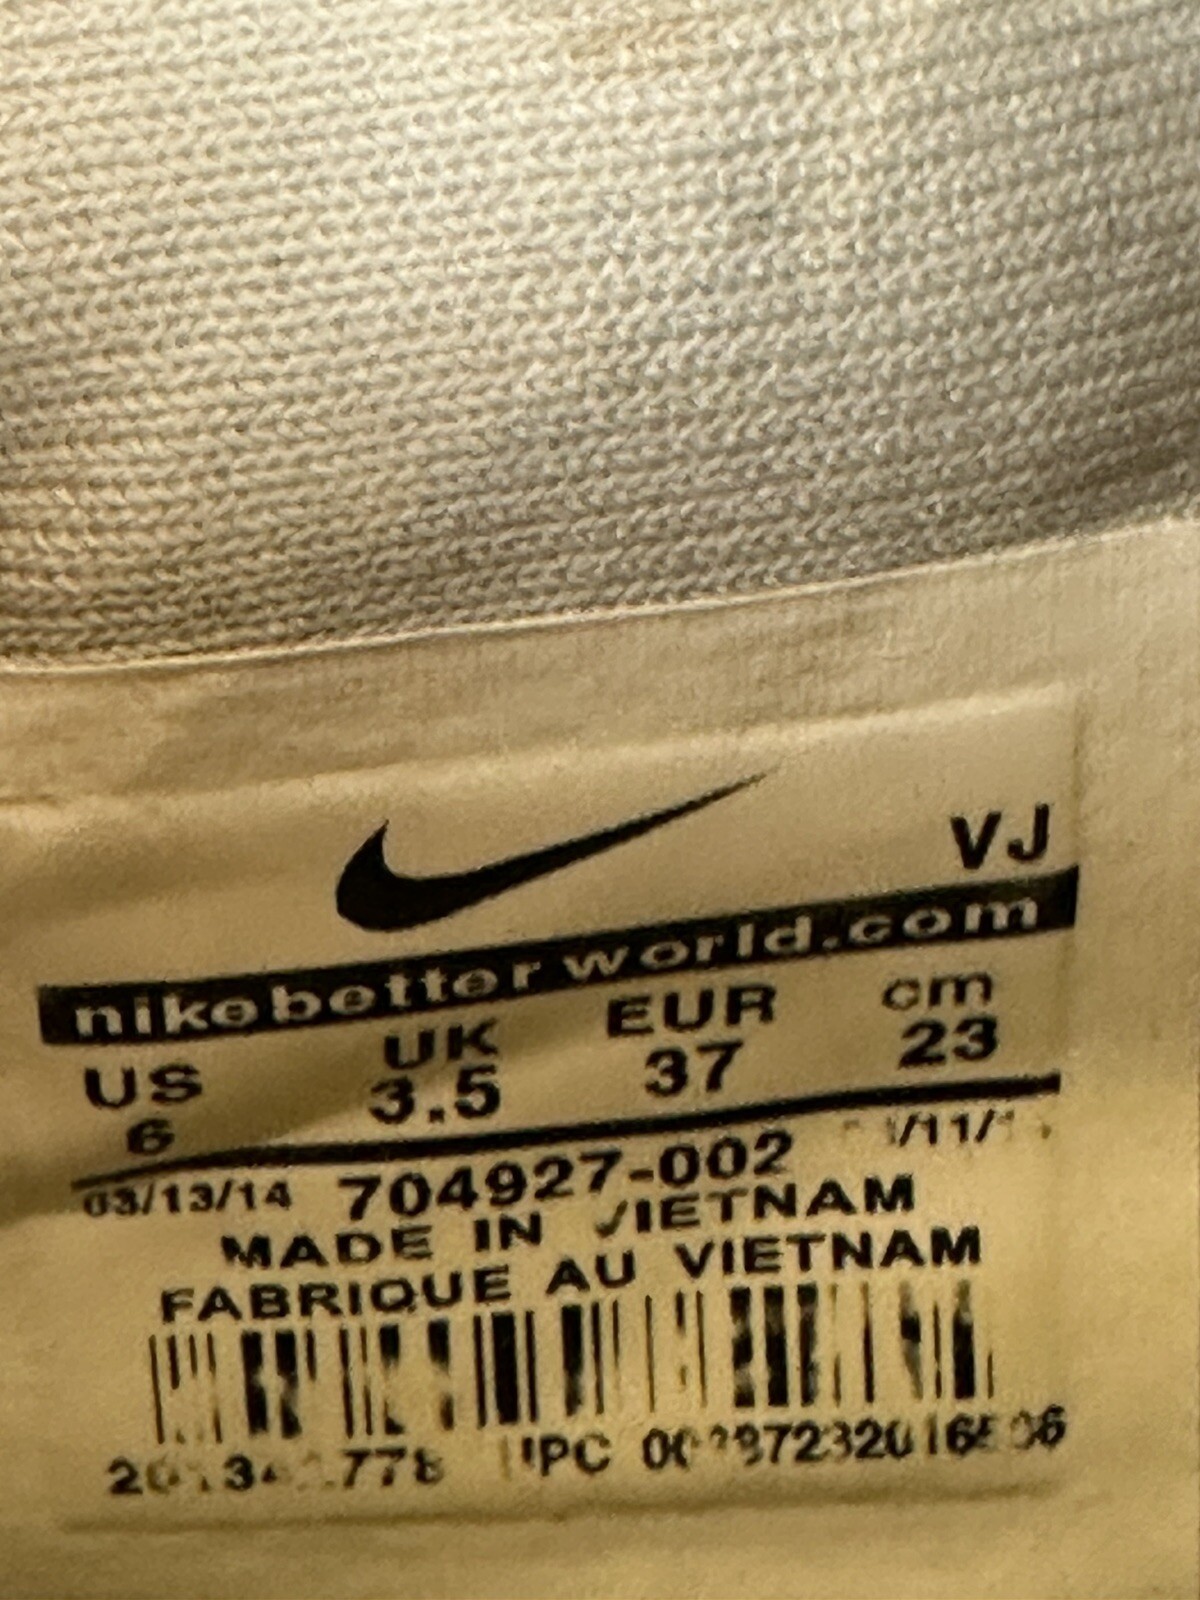 VJ
nikebetterworld.com
US UK EUR cm
6 3.5 37 23
03/13/14 704927-002
MADE IN VIETNAM
FABRIQUE AU VIETNAM
UPC